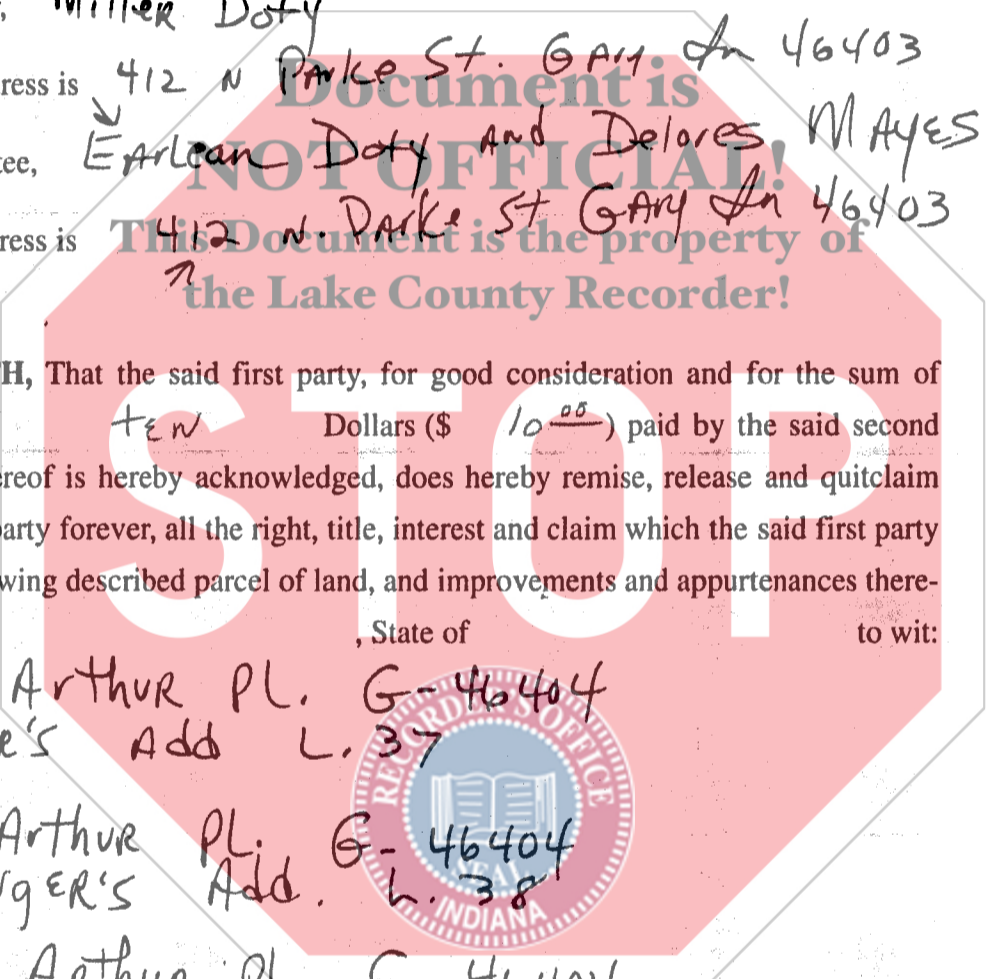 Miller Doty
ress is 412 N Parke St. GARY In 46403
tee, EArlean Doty And Delores MAYES
ress is 412 N. PArke St GARY In 46403
Document is
NOT OFFICIAL!
This Document is the property of
the Lake County Recorder!
H, That the said first party, for good consideration and for the sum of
tEN Dollars ($ 10 00) paid by the said second
ereof is hereby acknowledged, does hereby remise, release and quitclaim
arty forever, all the right, title, interest and claim which the said first party
wing described parcel of land, and improvements and appurtenances there-
, State of to wit:
STOP
Arthur PL. G-46404
e's Add L. 37
Arthur PL. G-46404
gER's Add. L. 38
RECORDER'S OFFICE
SEAL
INDIANA
Arthur Pl